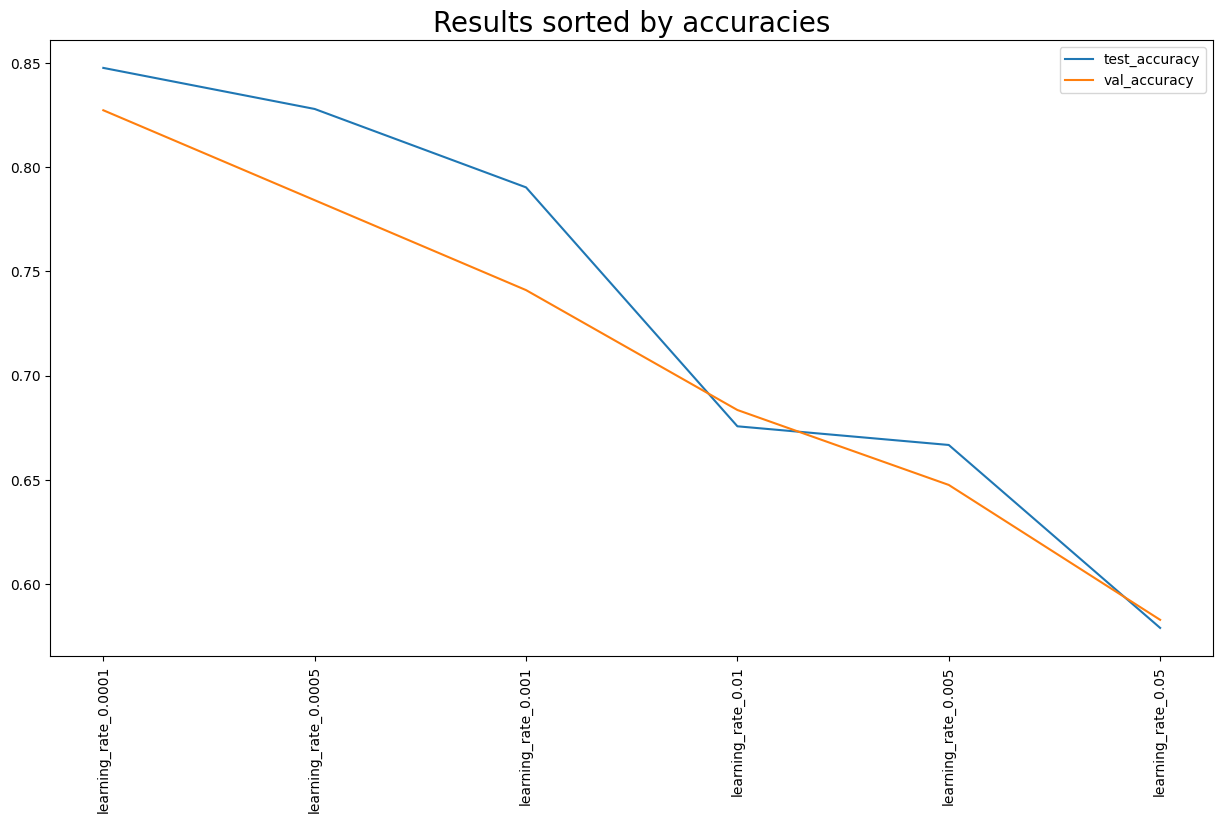 Results sorted by accuracies
test_accuracy
val_accuracy
0.85
0.80
0.75
0.70
0.65
0.60
learning_rate_0.0001
learning_rate_0.0005
learning_rate_0.001
learning_rate_0.01
learning_rate_0.005
learning_rate_0.05